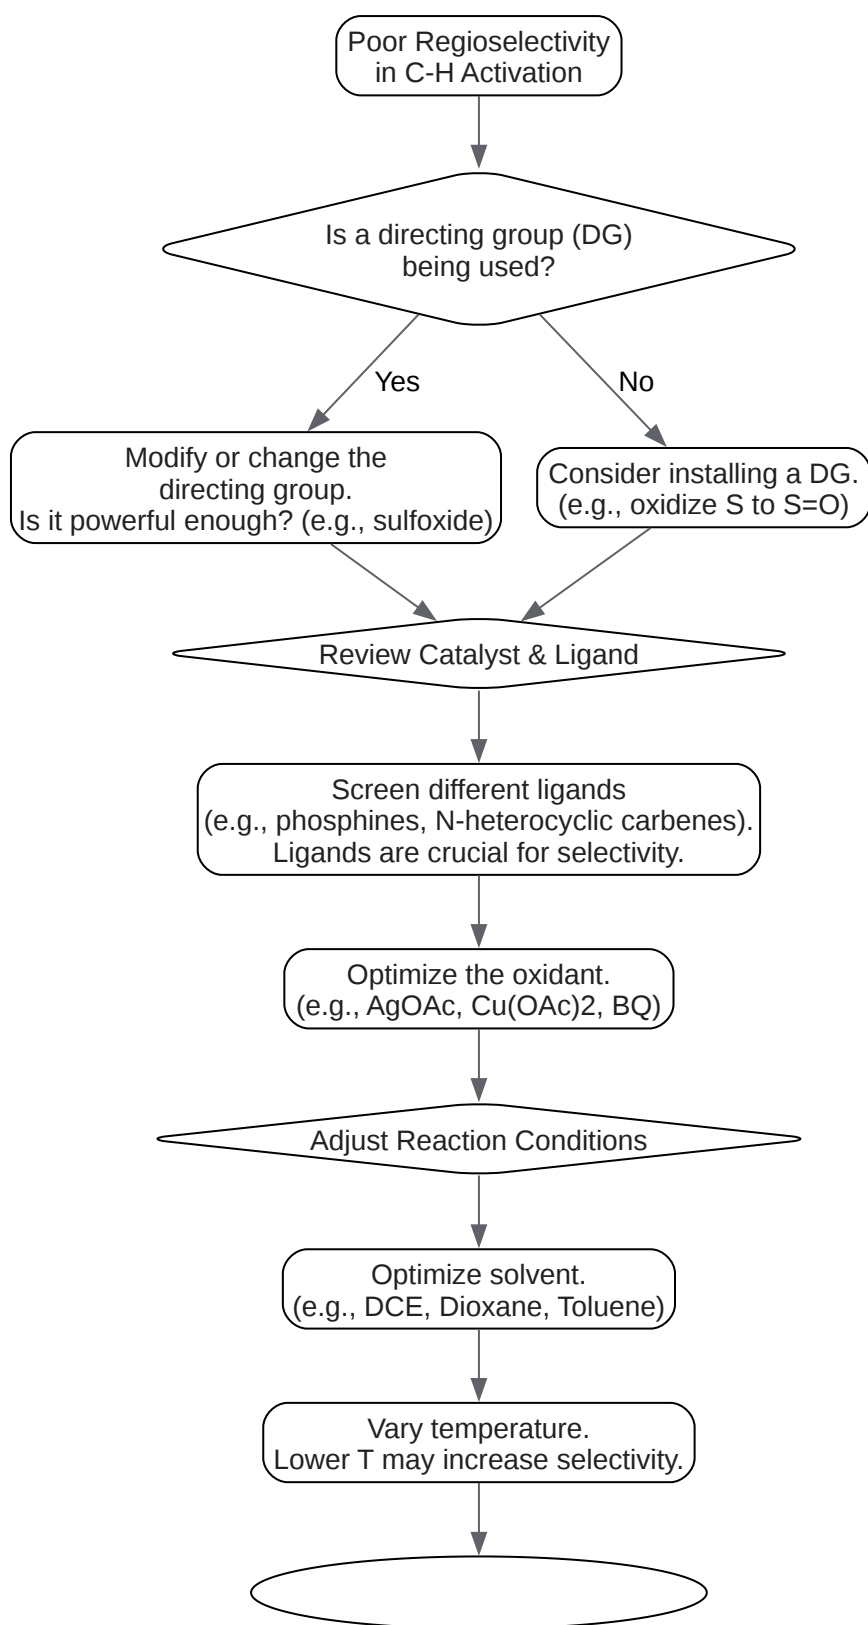 Poor Regioselectivity
in C-H Activation
Is a directing group (DG)
being used?
Yes
No
Modify or change the
directing group.
Is it powerful enough? (e.g., sulfoxide)
Consider installing a DG.
(e.g., oxidize S to S=O)
Review Catalyst & Ligand
Screen different ligands
(e.g., phosphines, N-heterocyclic carbenes).
Ligands are crucial for selectivity.
Optimize the oxidant.
(e.g., AgOAc, Cu(OAc)2, BQ)
Adjust Reaction Conditions
Optimize solvent.
(e.g., DCE, Dioxane, Toluene)
Vary temperature.
Lower T may increase selectivity.